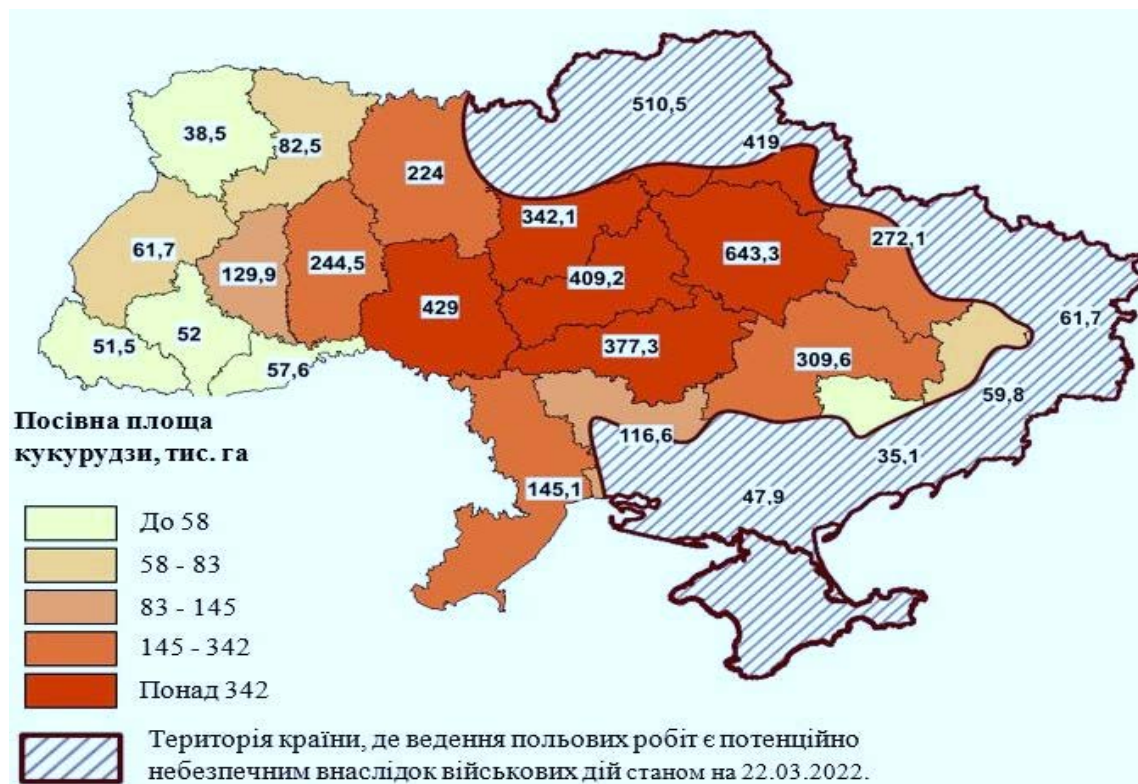 510,5
38,5
419
82,5
224
342,1
272,1
61,7
643,3
129,9
244,5
409,2
429
61,7
52
51,5
377,3
309,6
57,6
59,8
Посівна площа
кукурудзи, тис. га
116,6
35,1
145,1
47,9
До 58
58 - 83
83 - 145
145 - 342
Понад 342
Територія країни, де ведення польових робіт є потенційно
небезпечним внаслідок військових дій станом на 22.03.2022.